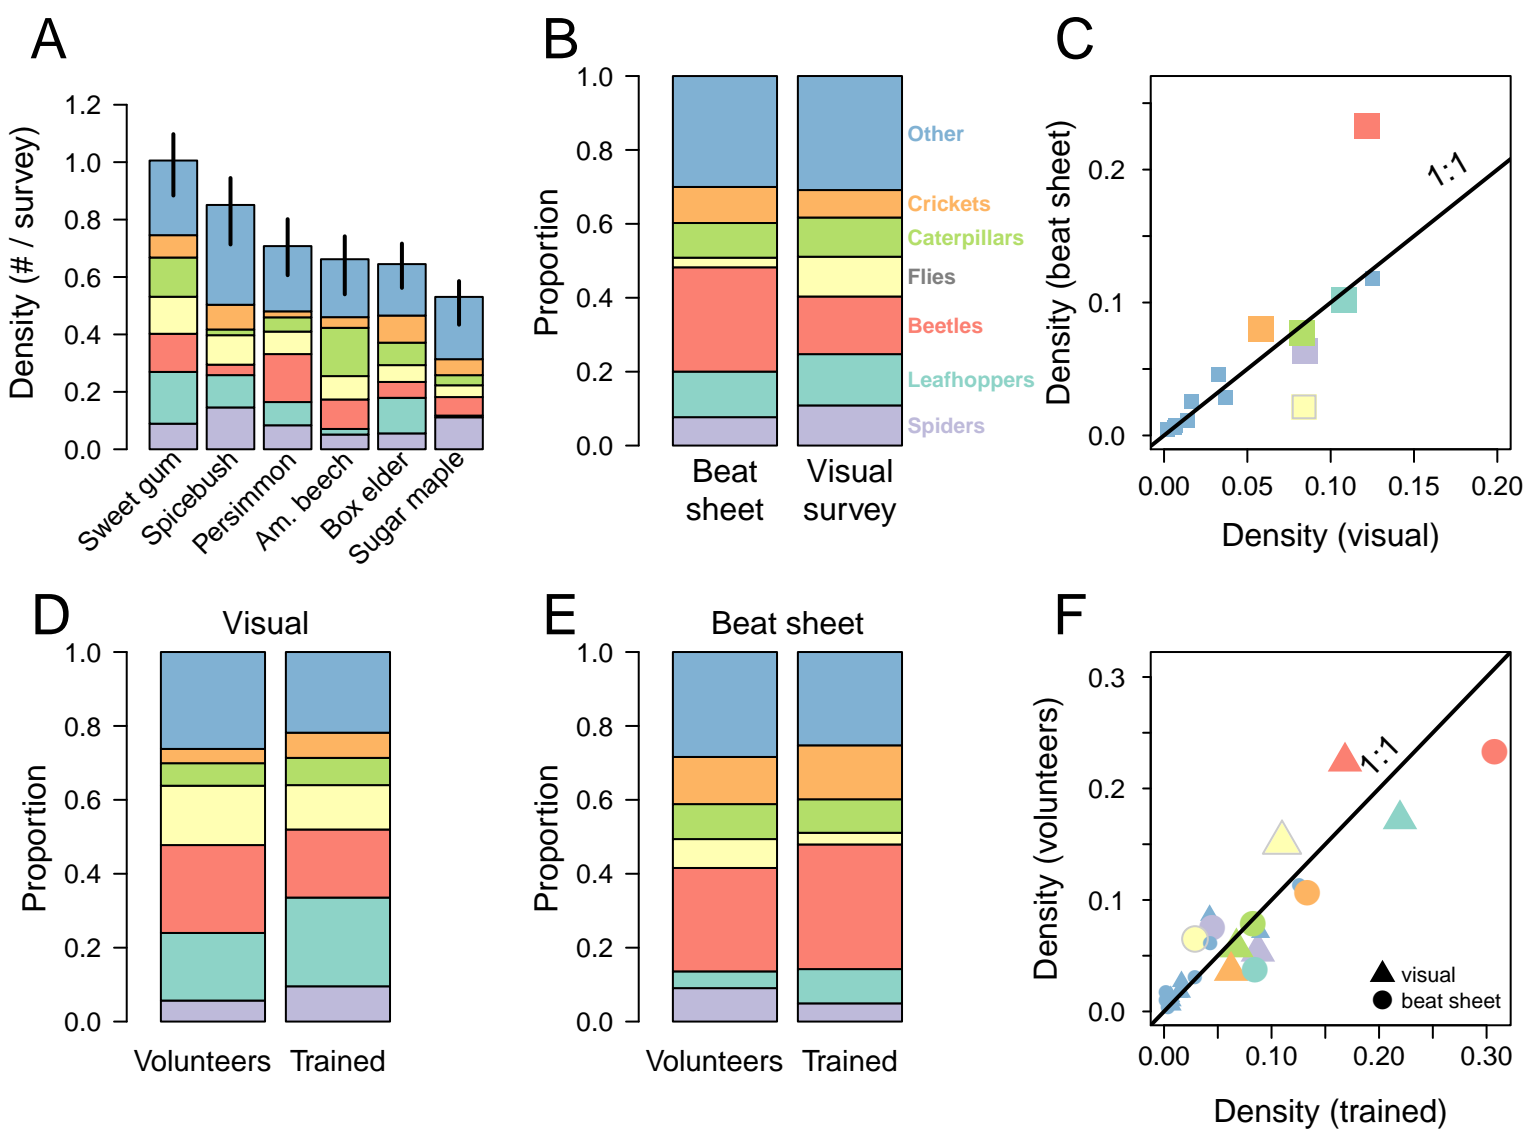 A
Density (# / survey)
1.2
1.0
0.8
0.6
0.4
0.2
0.0
Sweet gum
Spicebush
Persimmon
Am. beech
Box elder
Sugar maple
B
Proportion
1.0
0.8
0.6
0.4
0.2
0.0
Beat
sheet
Visual
survey
Other
Crickets
Caterpillars
Flies
Beetles
Leafhoppers
Spiders
C
Density (beat sheet)
0.2
0.1
0.0
1:1
0.00
0.05
0.10
0.15
0.20
Density (visual)
D
Visual
Proportion
1.0
0.8
0.6
0.4
0.2
0.0
Volunteers
Trained
E
Beat sheet
Proportion
1.0
0.8
0.6
0.4
0.2
0.0
Volunteers
Trained
F
Density (volunteers)
0.3
0.2
0.1
0.0
1:1
visual
beat sheet
0.00
0.10
0.20
0.30
Density (trained)